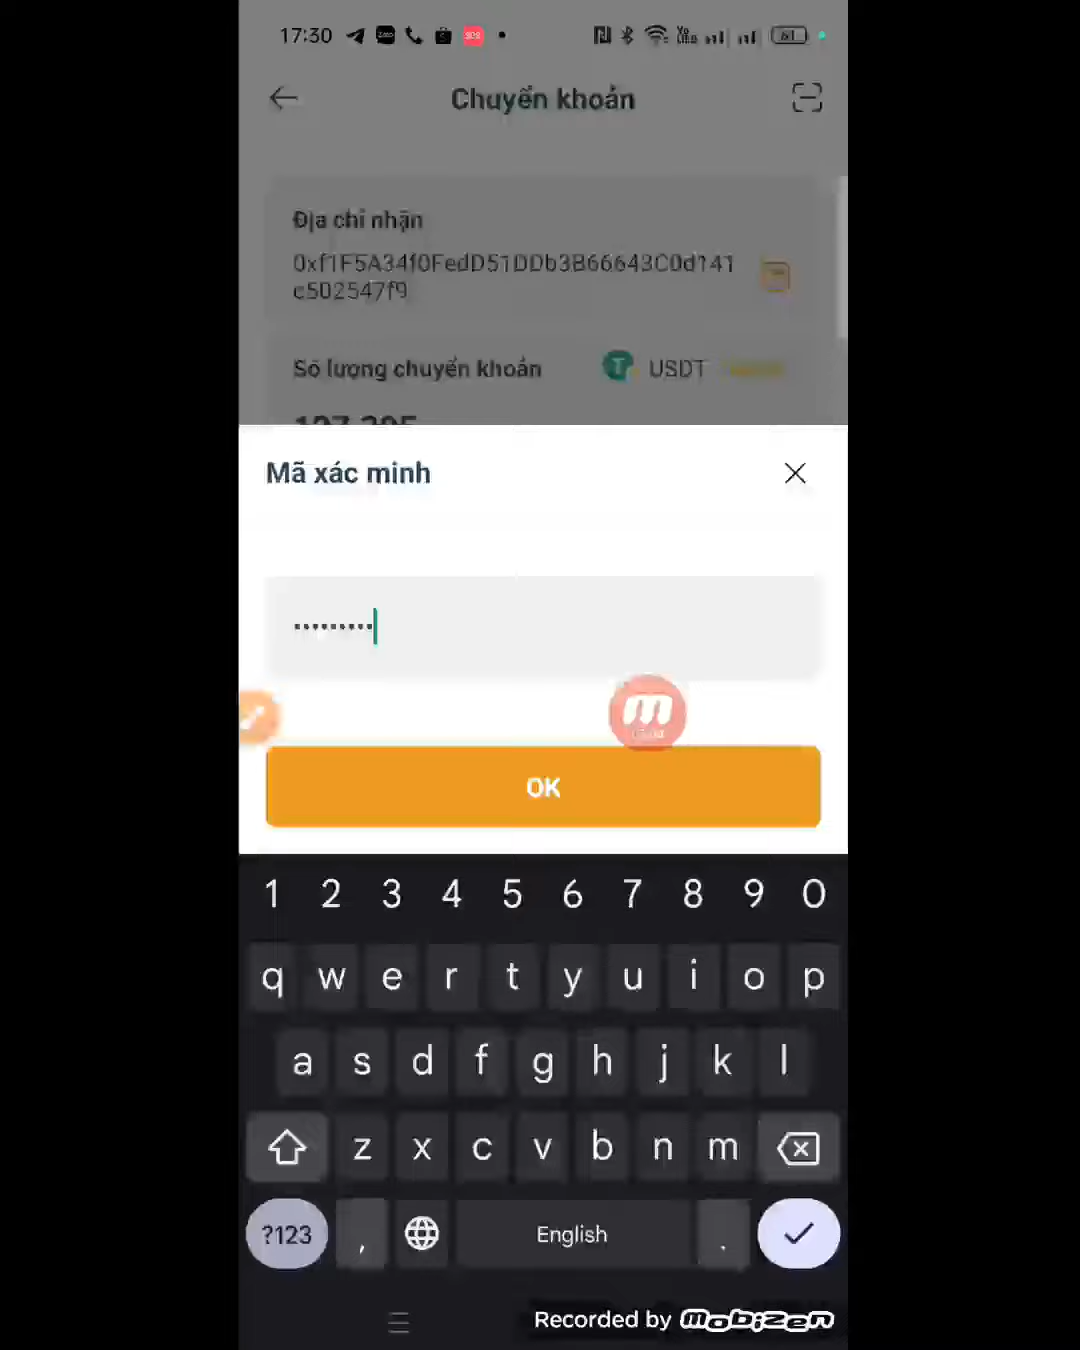 17:30
Chuyển khoản
Địa chỉ nhận
0xf1F5A34f0FedD51DDb3B66643C0d141
c502547f9
Số lượng chuyển khoản
USDT
Mã xác minh
OK
1 2 3 4 5 6 7 8 9 0
q w e r t y u i o p
a s d f g h j k l
z x c v b n m
?123 , English .
Recorded by mobizen